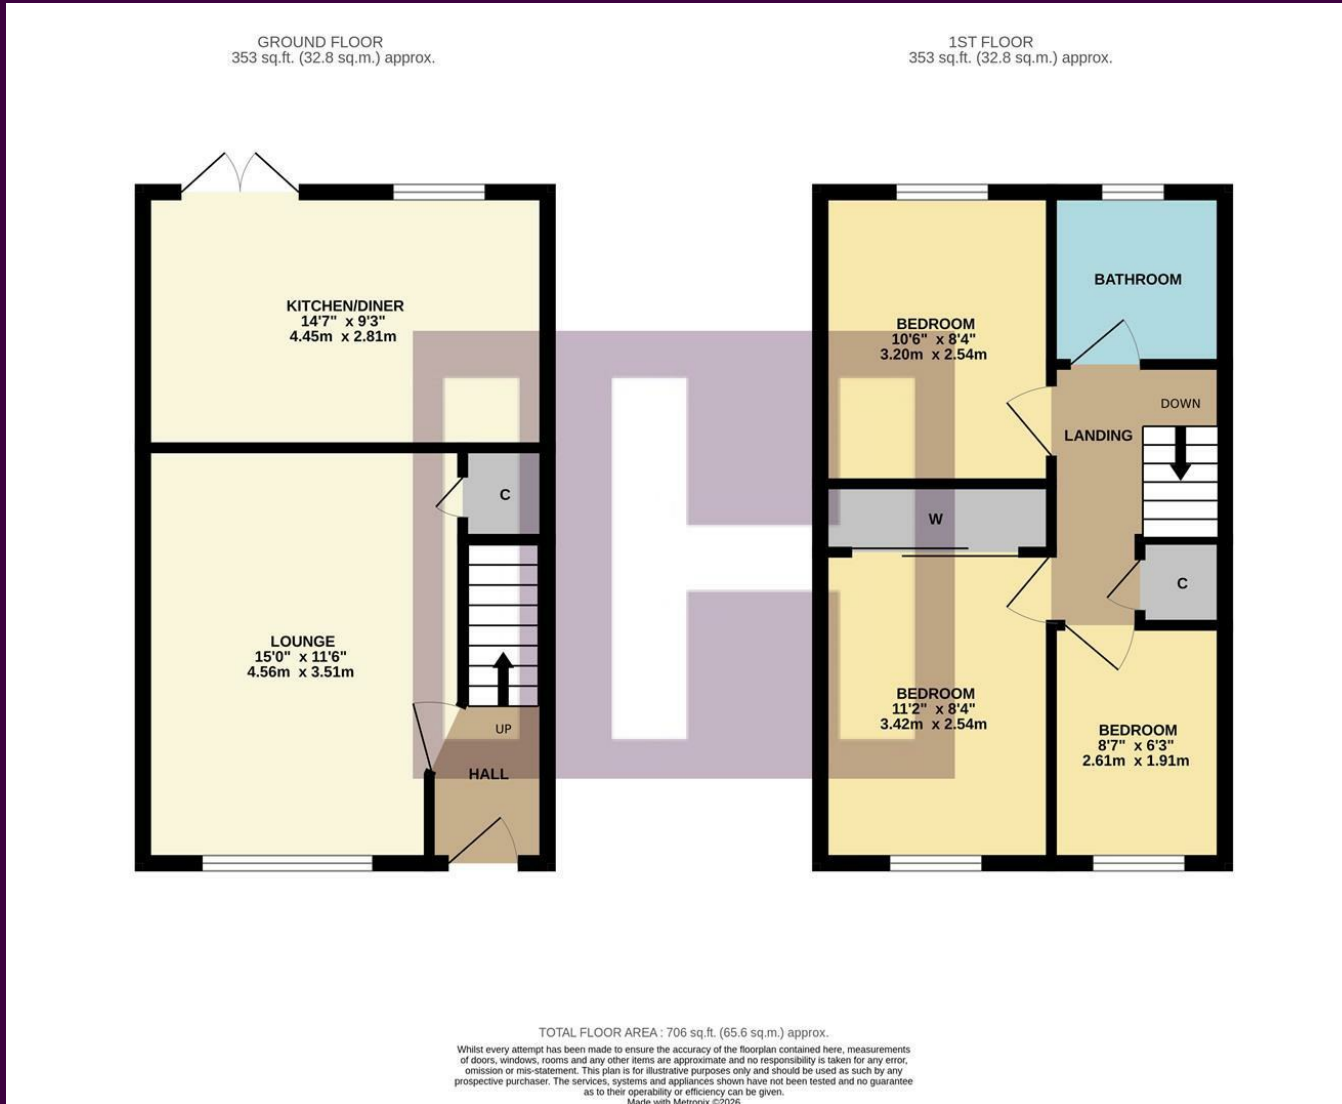 GROUND FLOOR
353 sq.ft. (32.8 sq.m.) approx.
KITCHEN/DINER
14'7" x 9'3"
4.45m x 2.81m
C
LOUNGE
15'0" x 11'6"
4.56m x 3.51m
UP
HALL
1ST FLOOR
353 sq.ft. (32.8 sq.m.) approx.
BATHROOM
BEDROOM
10'6" x 8'4"
3.20m x 2.54m
DOWN
LANDING
W
C
BEDROOM
11'2" x 8'4"
3.42m x 2.54m
BEDROOM
8'7" x 6'3"
2.61m x 1.91m
TOTAL FLOOR AREA : 706 sq.ft. (65.6 sq.m.) approx.
Whilst every attempt has been made to ensure the accuracy of the floorplan contained here, measurements
of doors, windows, rooms and any other items are approximate and no responsibility is taken for any error,
omission or mis-statement. This plan is for illustrative purposes only and should be used as such by any
prospective purchaser. The services, systems and appliances shown have not been tested and no guarantee
as to their operability or efficiency can be given.
Made with Metropix ©2026